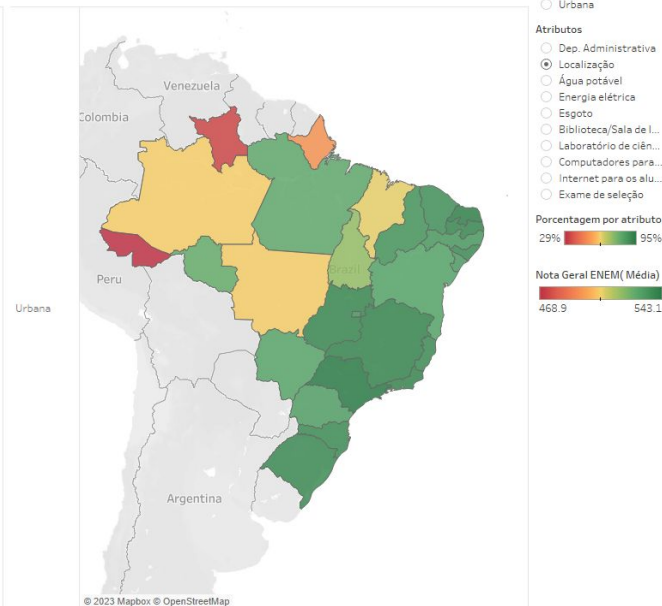 Urbana
Atributos
Dep. Administrativa
Localização
Água potável
Energia elétrica
Esgoto
Biblioteca/Sala de l...
Laboratório de ciên...
Computadores para...
Internet para os alu...
Exame de seleção
Porcentagem por atributo
29% 95%
Nota Geral ENEM( Média)
468.9 543.1
Urbana
Venezuela
Colombia
Brazil
Peru
Argentina
© 2023 Mapbox © OpenStreetMap